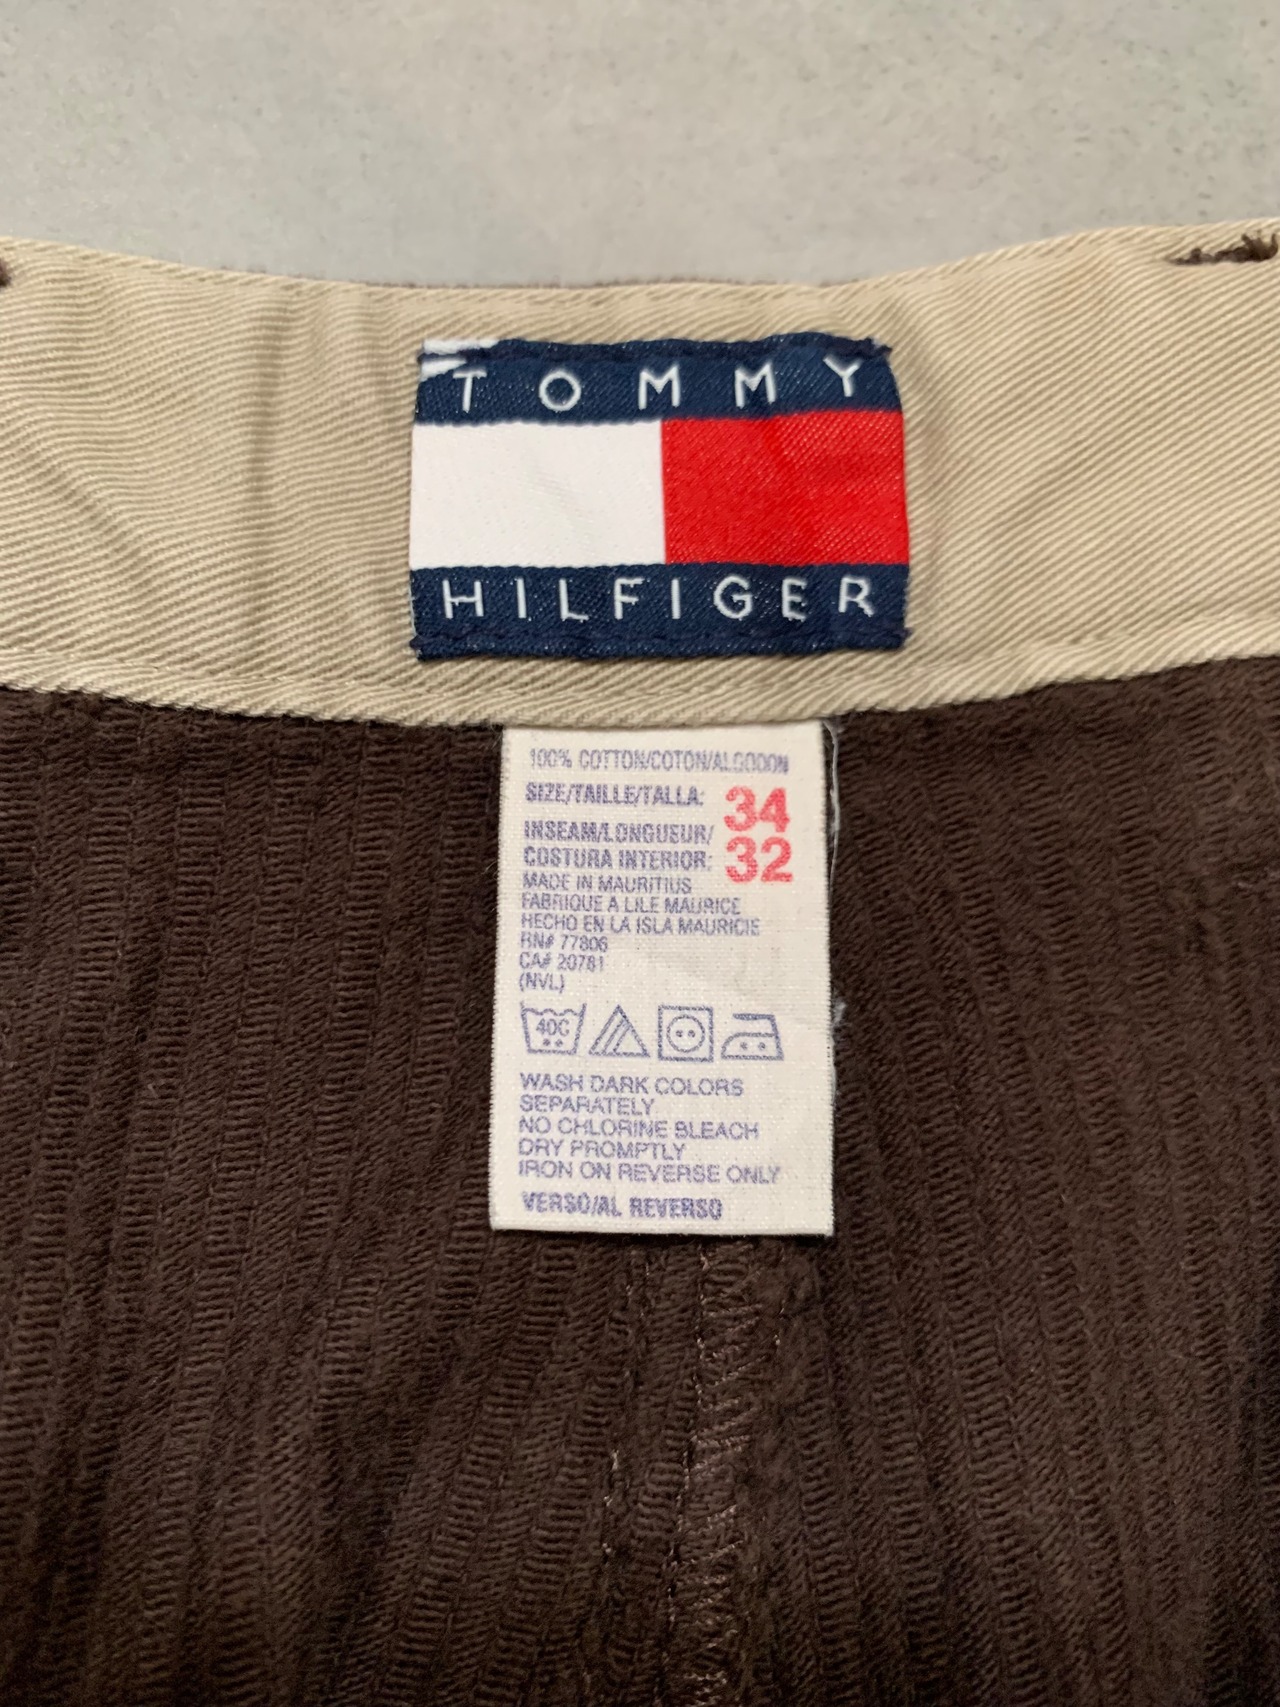 TOMMY
HILFIGER
100% COTTON/COTON/ALGODON
SIZE/TAILLE/TALLA: 34
INSEAM/LONGUEUR/
COSTURA INTERIOR: 32
MADE IN MAURITIUS
FABRIQUE A LILE MAURICE
HECHO EN LA ISLA MAURICIE
RN# 77806
CA# 20781
(NVL)
40C
WASH DARK COLORS
SEPARATELY
NO CHLORINE BLEACH
DRY PROMPTLY
IRON ON REVERSE ONLY
VERSO/AL REVERSO